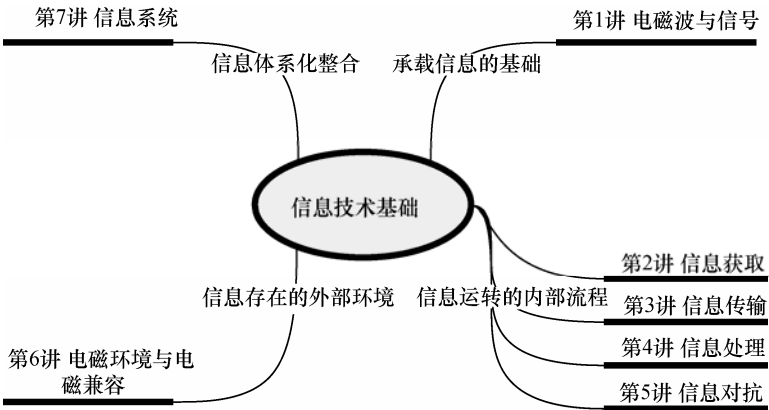 第7讲 信息系统
第1讲 电磁波与信号
信息体系化整合
承载信息的基础
信息技术基础
第2讲 信息获取
信息存在的外部环境
信息运转的内部流程
第3讲 信息传输
第4讲 信息处理
第6讲 电磁环境与电
磁兼容
第5讲 信息对抗